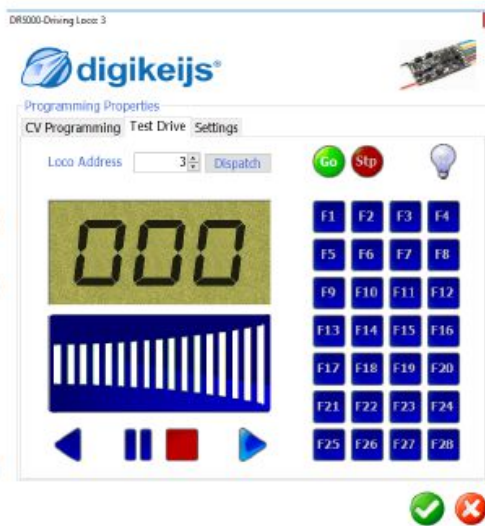 DR5000-Driving Loco: 3
digikeijs®
Programming Properties
CV Programming Test Drive Settings
Loco Address 3 Dispatch
Go Stp
000
F1 F2 F3 F4
F5 F6 F7 F8
F9 F10 F11 F12
F13 F14 F15 F16
F17 F18 F19 F20
F21 F22 F23 F24
F25 F26 F27 F28